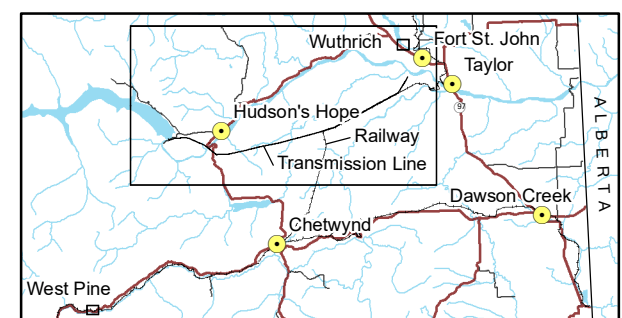 Wuthrich
Fort St. John
Taylor
97
Hudson's Hope
Railway
Transmission Line
ALBERTA
Dawson Creek
Chetwynd
West Pine